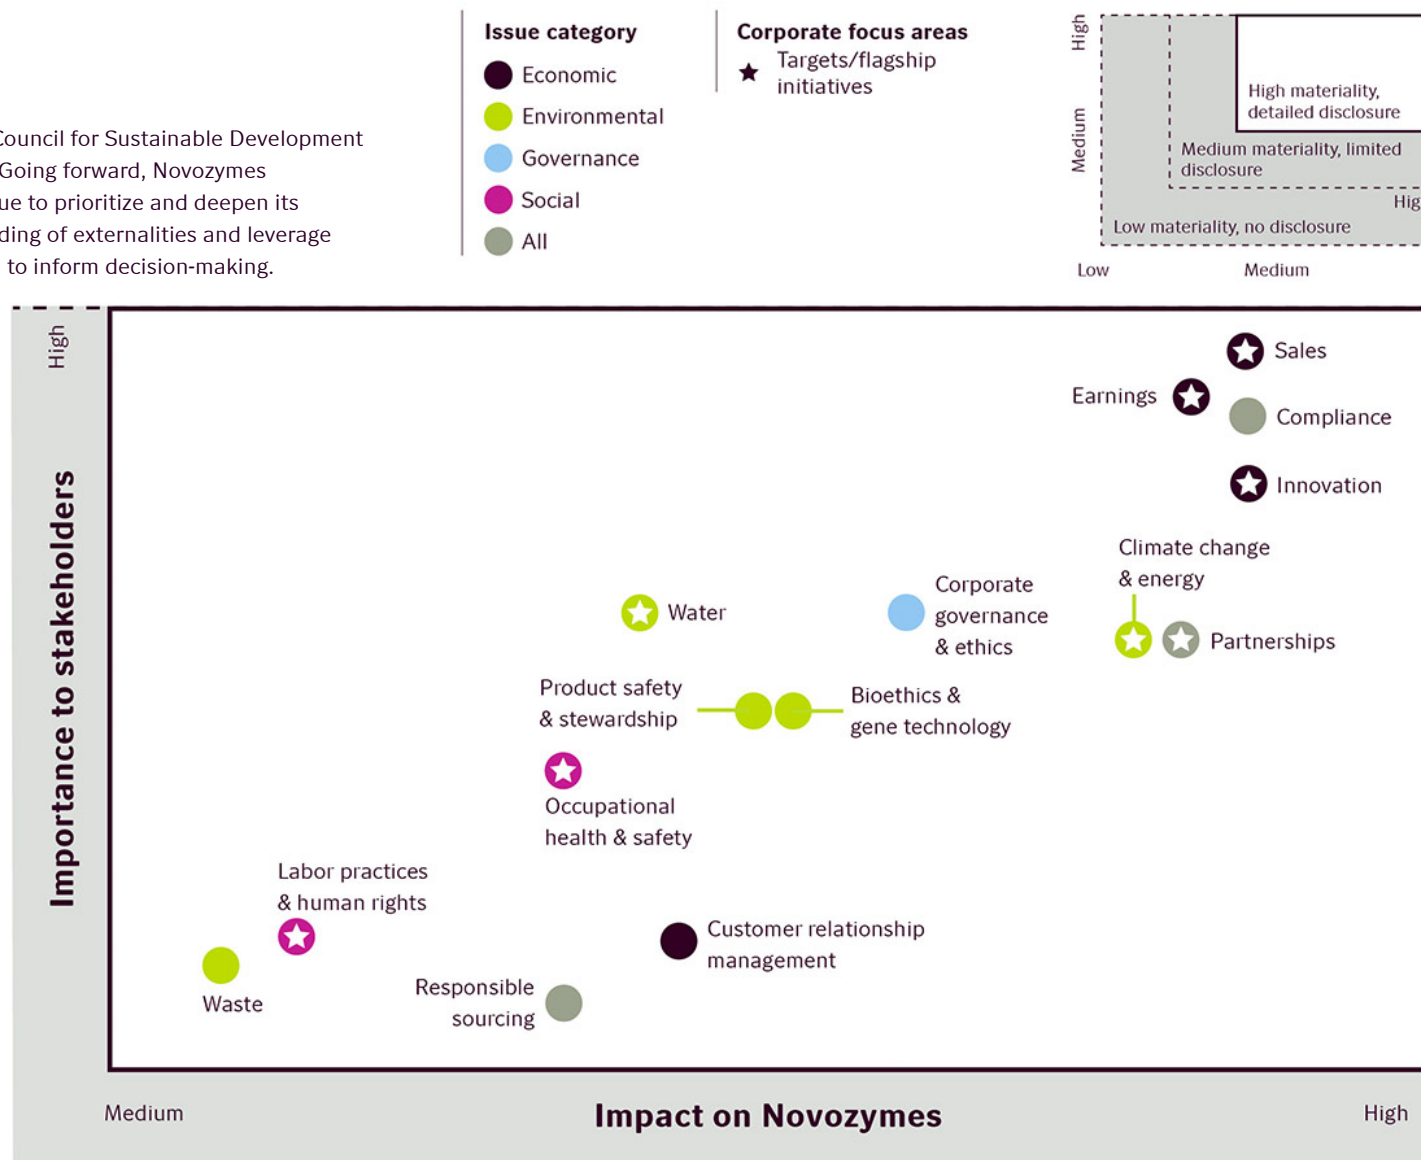 Council for Sustainable Development
Going forward, Novozymes
to prioritize and deepen its
of externalities and leverage
to inform decision-making.
Issue category
Economic
Environmental
Governance
Social
All
Corporate focus areas
Targets/flagship
initiatives
High
Medium
High materiality,
detailed disclosure
Medium materiality, limited
disclosure
Low materiality, no disclosure
Low
Medium
High
Importance to stakeholders
Sales
Earnings
Compliance
Innovation
Climate change
& energy
Partnerships
Corporate
governance
& ethics
Water
Product safety
& stewardship
Bioethics &
gene technology
Occupational
health & safety
Labor practices
& human rights
Customer relationship
management
Waste
Responsible
sourcing
Medium
Impact on Novozymes
High